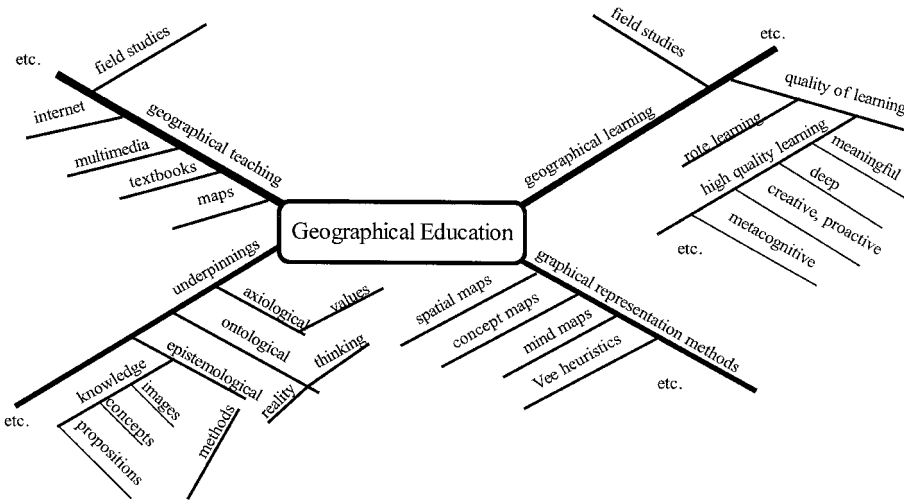 Geographical Education
geographical teaching
etc.
field studies
internet
multimedia
textbooks
maps
geographical learning
etc.
field studies
quality of learning
rote learning
high quality learning
meaningful
deep
creative, proactive
metacognitive
etc.
underpinnings
axiological
values
ontological
reality
thinking
epistemological
knowledge
images
concepts
propositions
methods
etc.
graphical representation methods
spatial maps
concept maps
mind maps
Vee heuristics
etc.